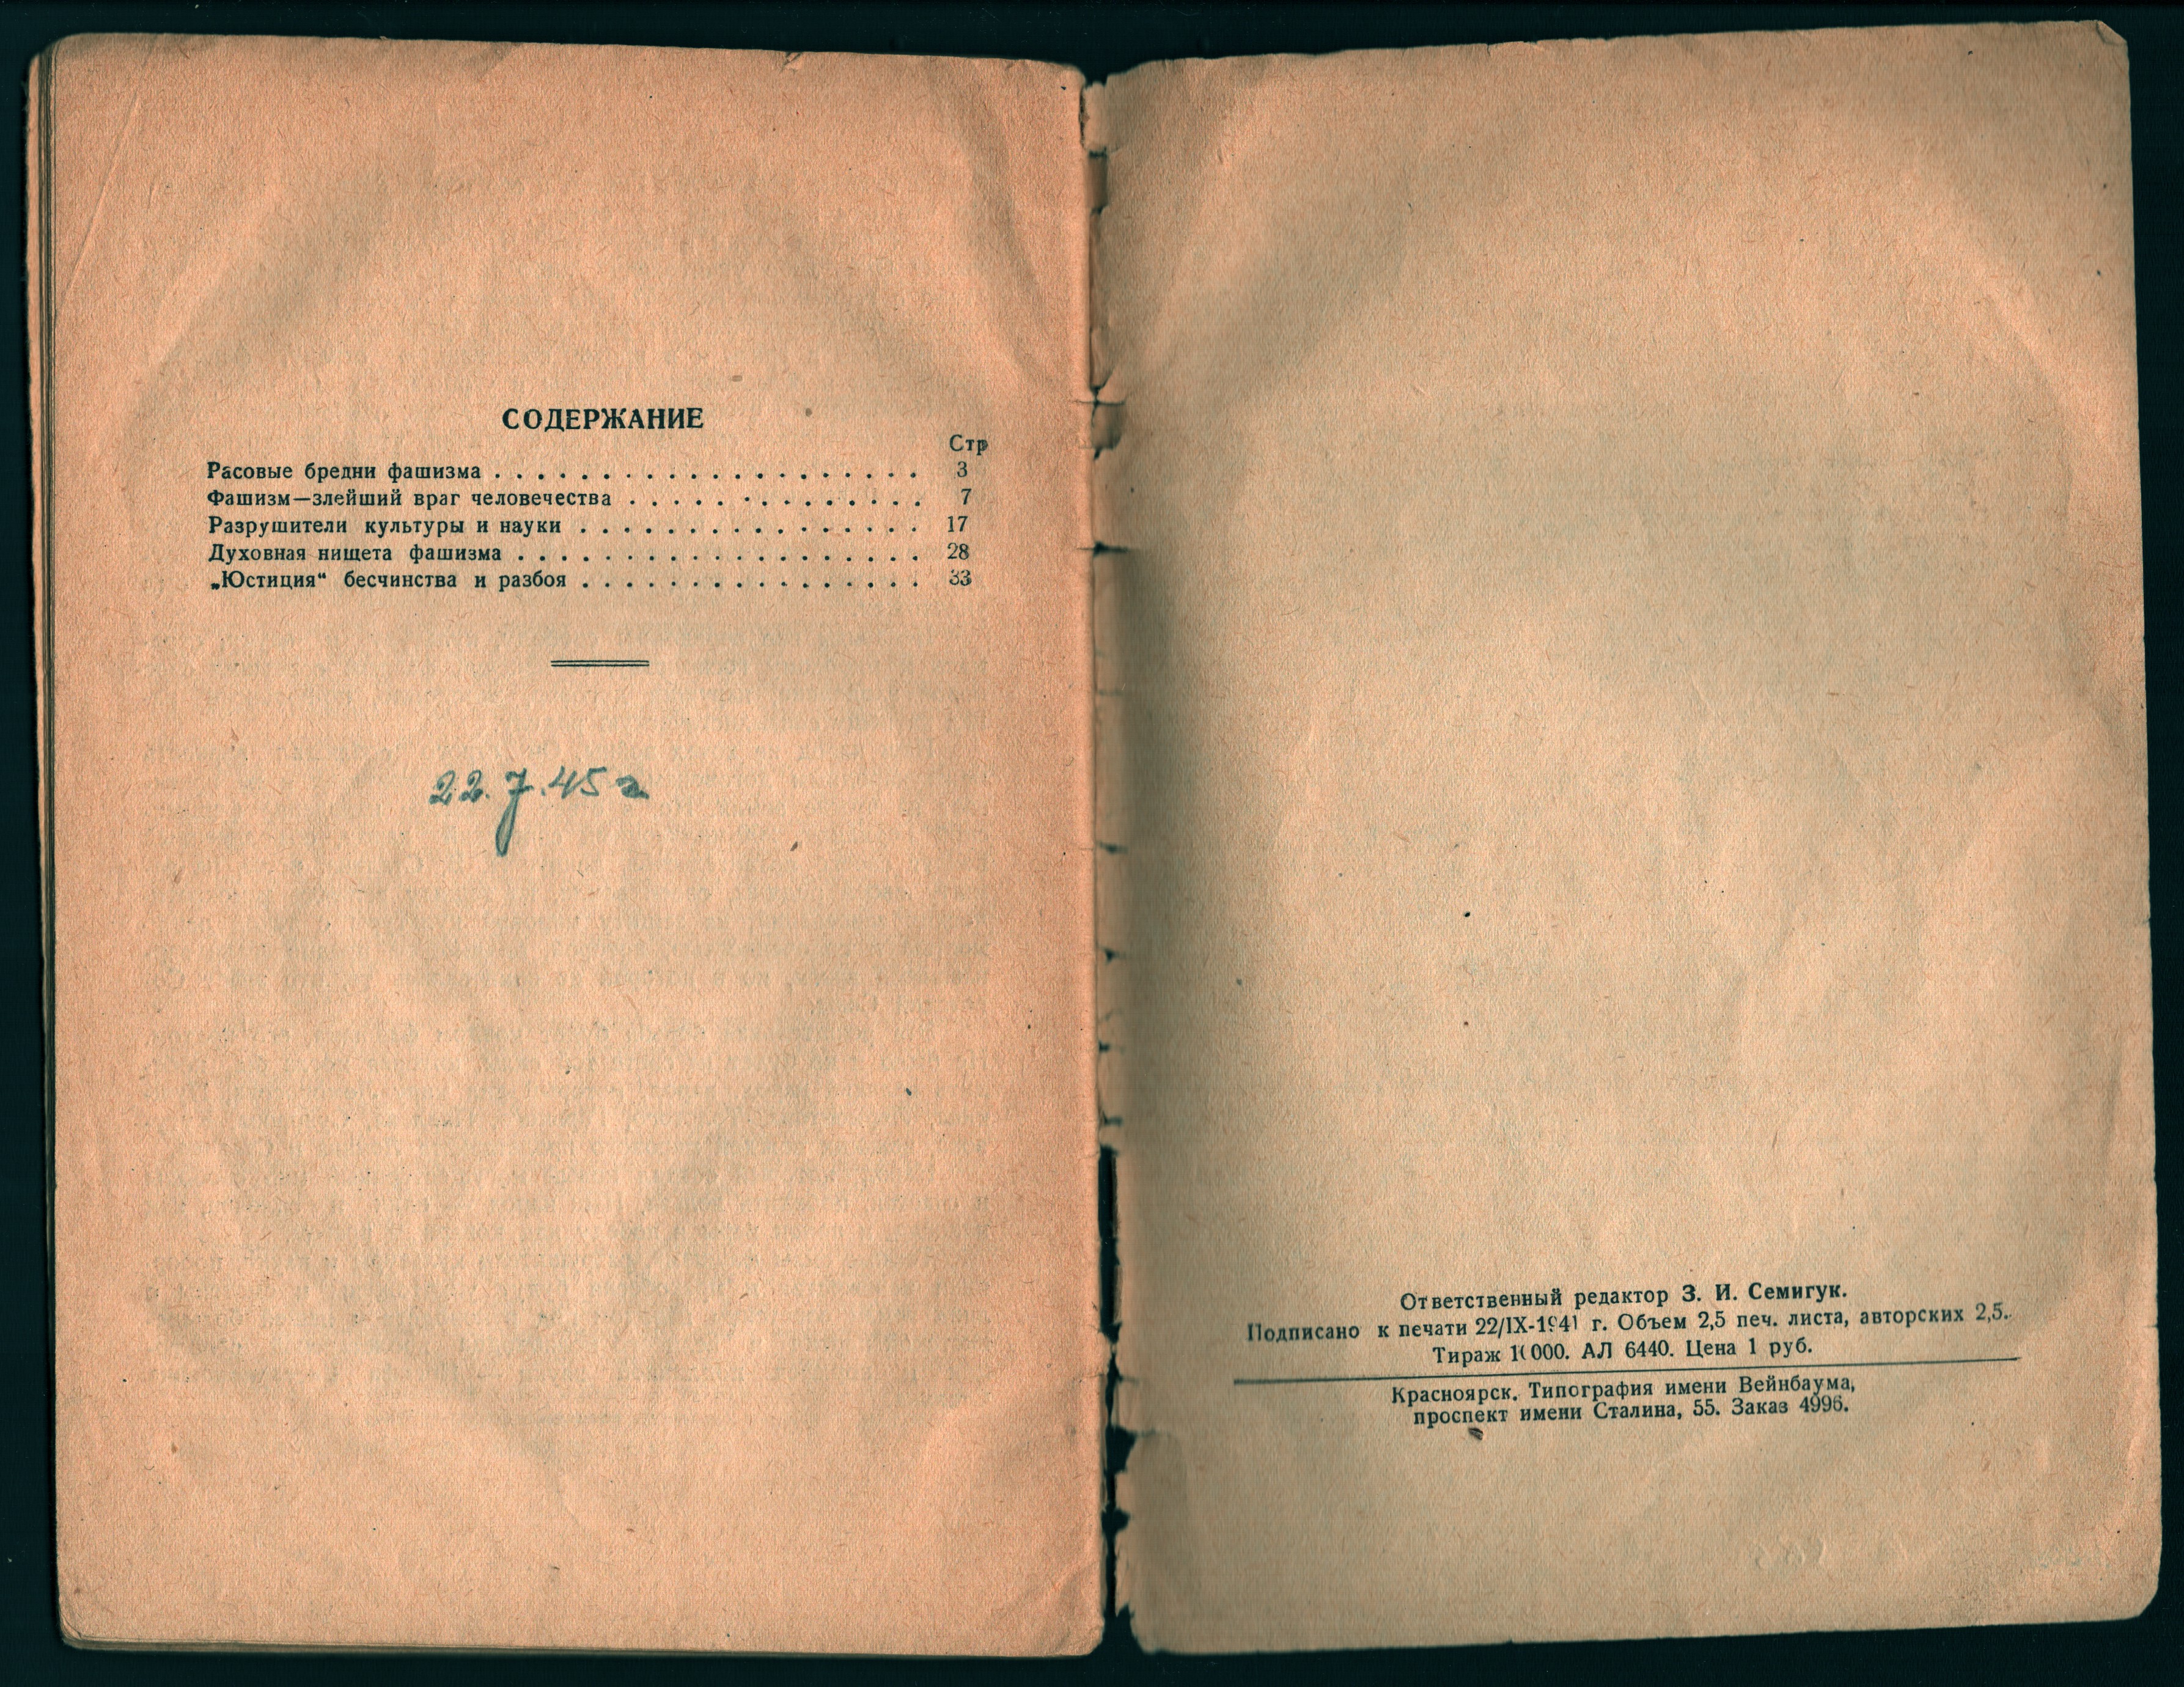 СОДЕРЖАНИЕ
Стр
Расовые бредни фашизма . . . . . . . . . . . . . . . . . . . . 3
Фашизм—злейший враг человечества . . . . . . . . . . . . . . 7
Разрушители культуры и науки . . . . . . . . . . . . . . . . 17
Духовная нищета фашизма . . . . . . . . . . . . . . . . . . . 28
„Юстиция“ бесчинства и разбоя . . . . . . . . . . . . . . . . 33
22.7.45 г
Ответственный редактор З. И. Семигук.
Подписано к печати 22/IX-1941 г. Объем 2,5 печ. листа, авторских 2,5.
Тираж 10000. АЛ 6440. Цена 1 руб.
Красноярск. Типография имени Вейнбаума,
проспект имени Сталина, 55. Заказ 4996.